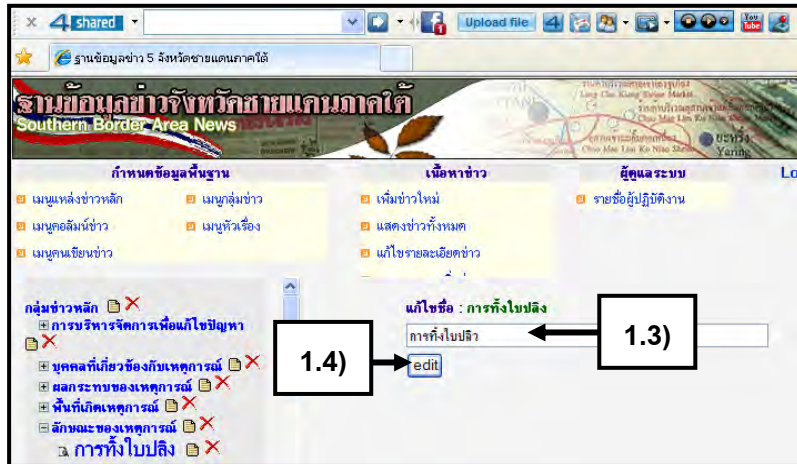 4 shared
Upload file
You Tube
ฐานข้อมูลข่าว 5 จังหวัดชายแดนภาคใต้
ฐานข้อมูลข่าวจังหวัดชายแดนภาคใต้
Southern Border Area News
ยะหริ่ง
Yaring
กำหนดข้อมูลพื้นฐาน
เนื้อหาข่าว
ผู้ดูแลระบบ
Lo
เมนูแหล่งข่าวหลัก
เมนูกลุ่มข่าว
เพิ่มข่าวใหม่
รายชื่อผู้ปฏิบัติงาน
เมนูคอลัมน์ข่าว
เมนูหัวเรื่อง
แสดงข่าวทั้งหมด
เมนูคนเขียนข่าว
แก้ไขรายละเอียดข่าว
กลุ่มข่าวหลัก
การบริหารจัดการเพื่อแก้ไขปัญหา
บุคคลที่เกี่ยวข้องกับเหตุการณ์
ผลกระทบของเหตุการณ์
พื้นที่เกิดเหตุการณ์
ลักษณะของเหตุการณ์
การทิ้งใบปลิง
แก้ไขชื่อ : การทิ้งใบปลิง
การทิ้งใบปลิว
1.3)
1.4)
edit